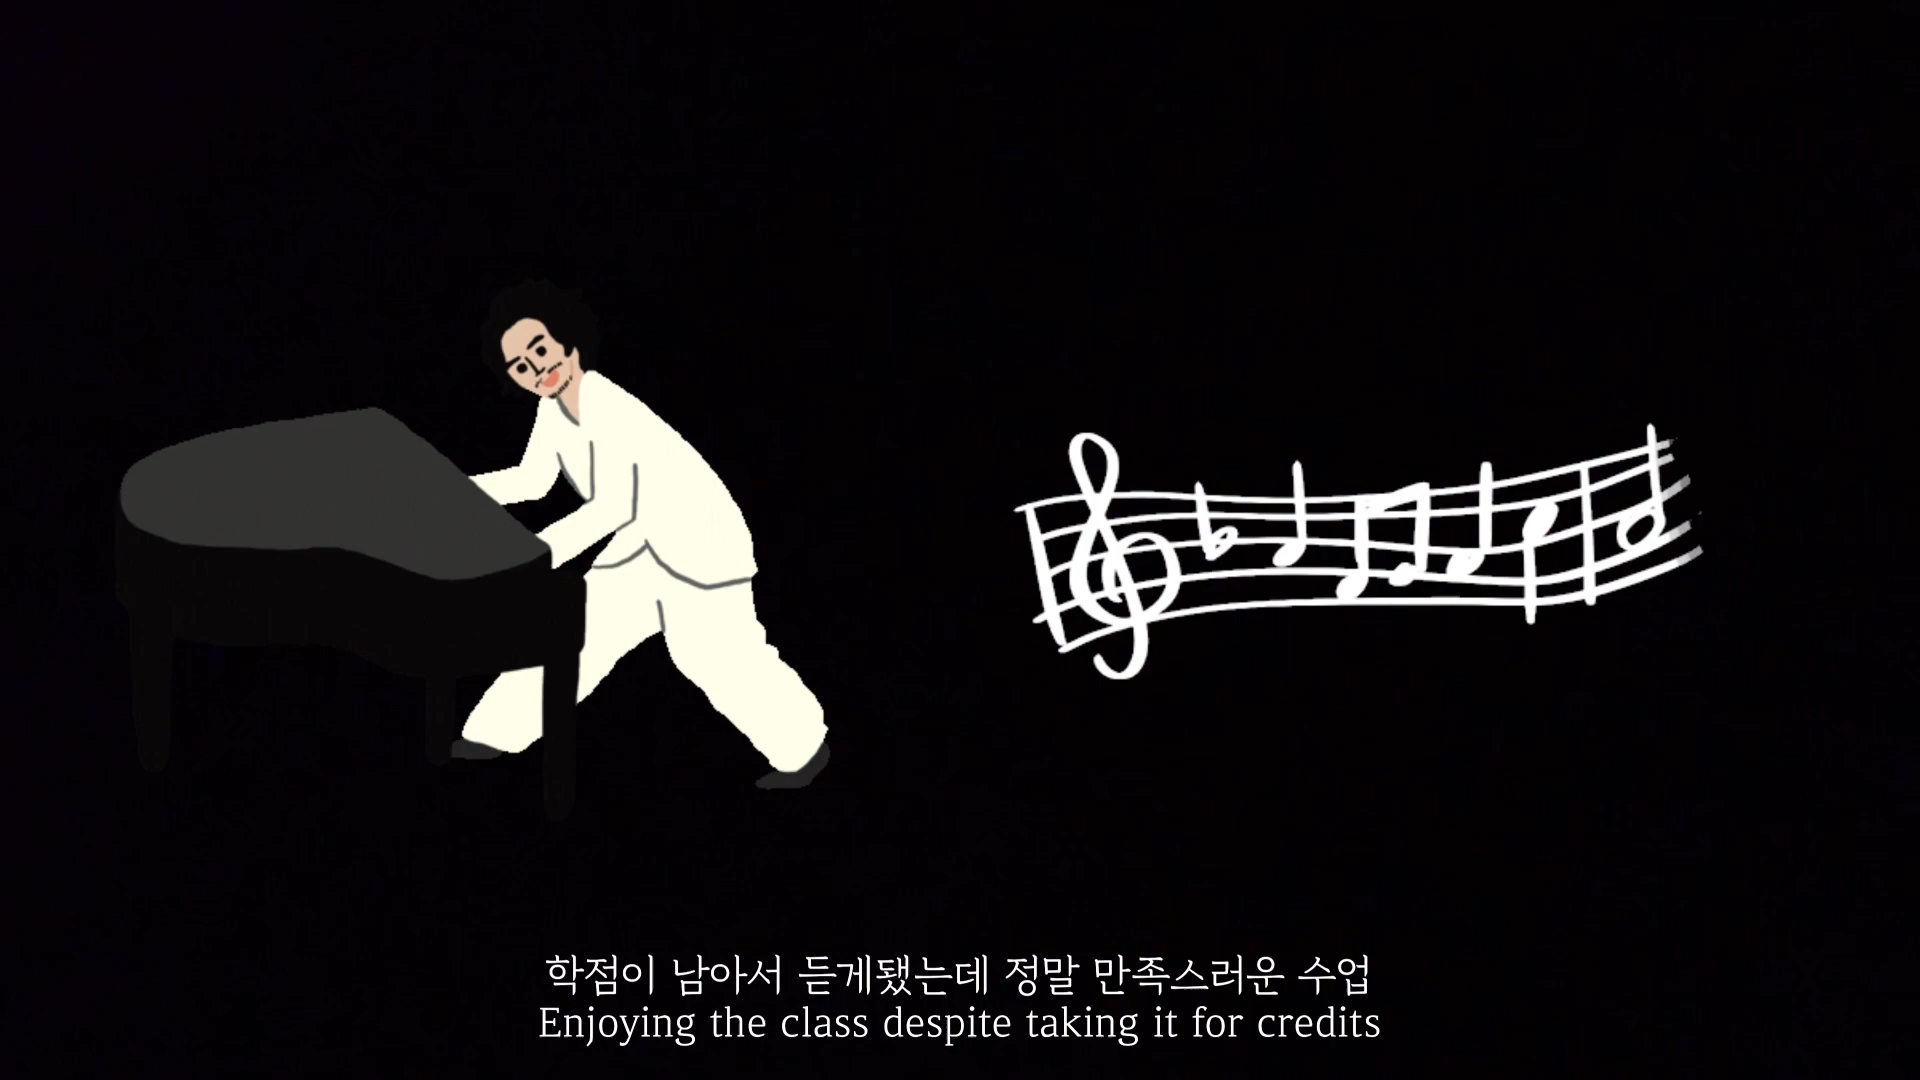 학점이 남아서 듣게됐는데 정말 만족스러운 수업
Enjoying the class despite taking it for credits